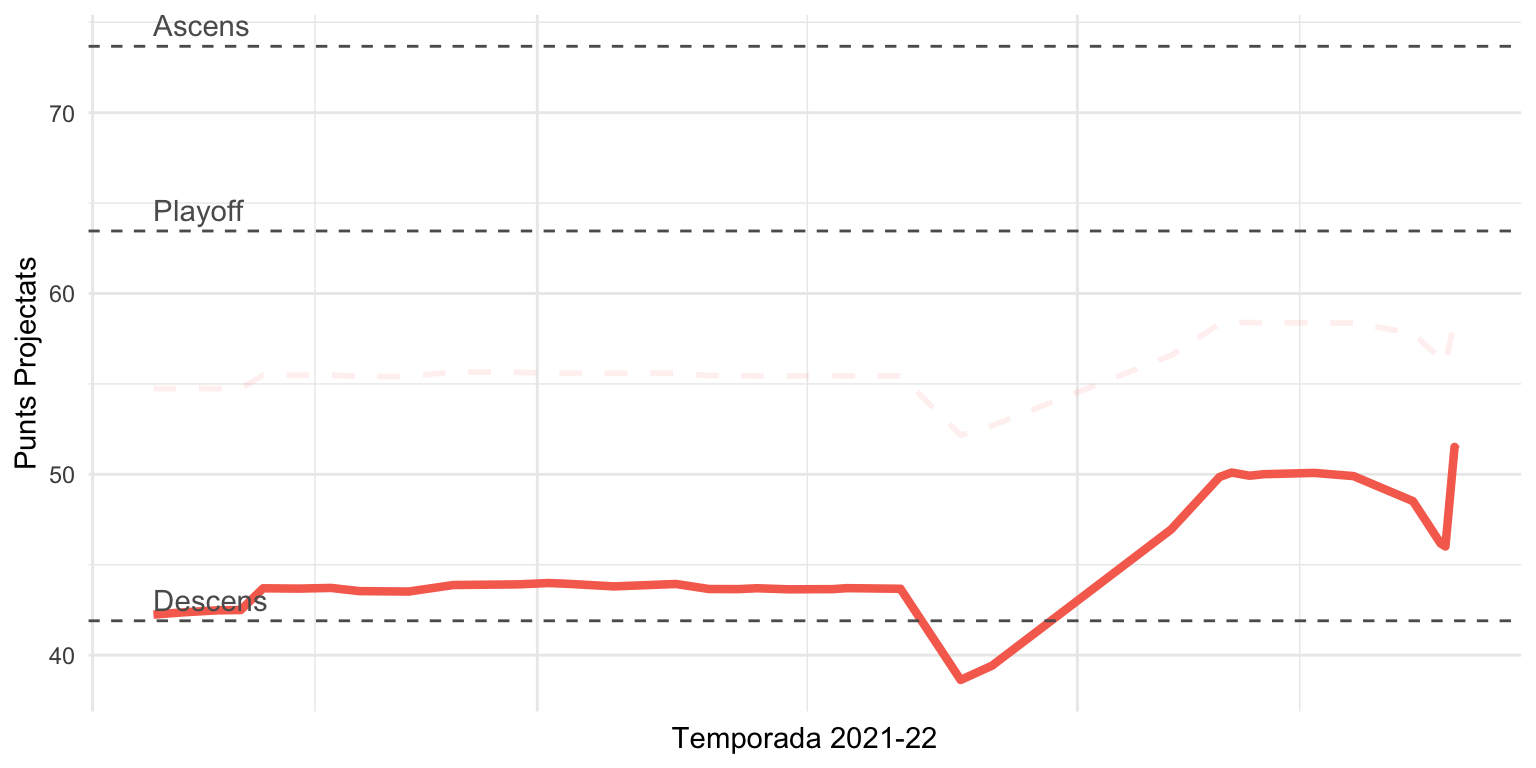 Ascens
70
Playoff
60
Punts Projectats
50
Descens
40
Temporada 2021-22